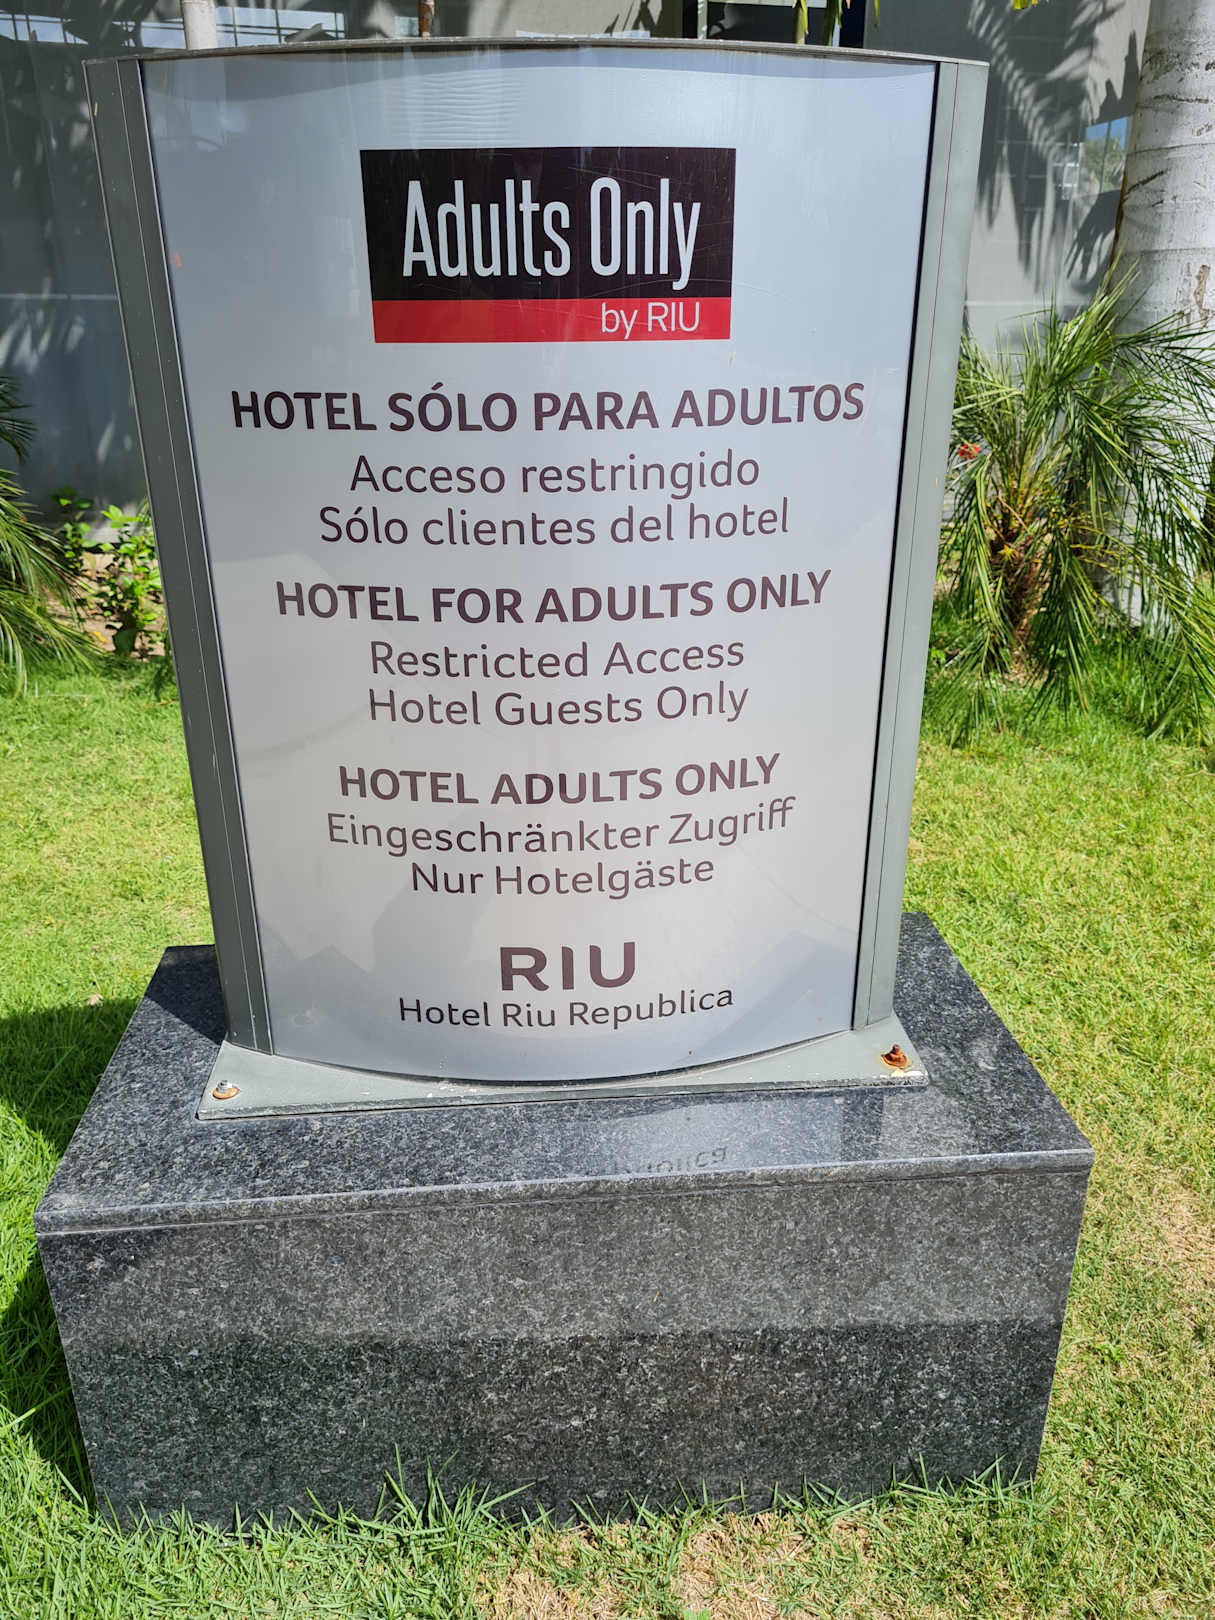 Adults Only
by RIU
HOTEL SÓLO PARA ADULTOS
Acceso restringido
Sólo clientes del hotel
HOTEL FOR ADULTS ONLY
Restricted Access
Hotel Guests Only
HOTEL ADULTS ONLY
Eingeschränkter Zugriff
Nur Hotelgäste
RIU
Hotel Riu Republica